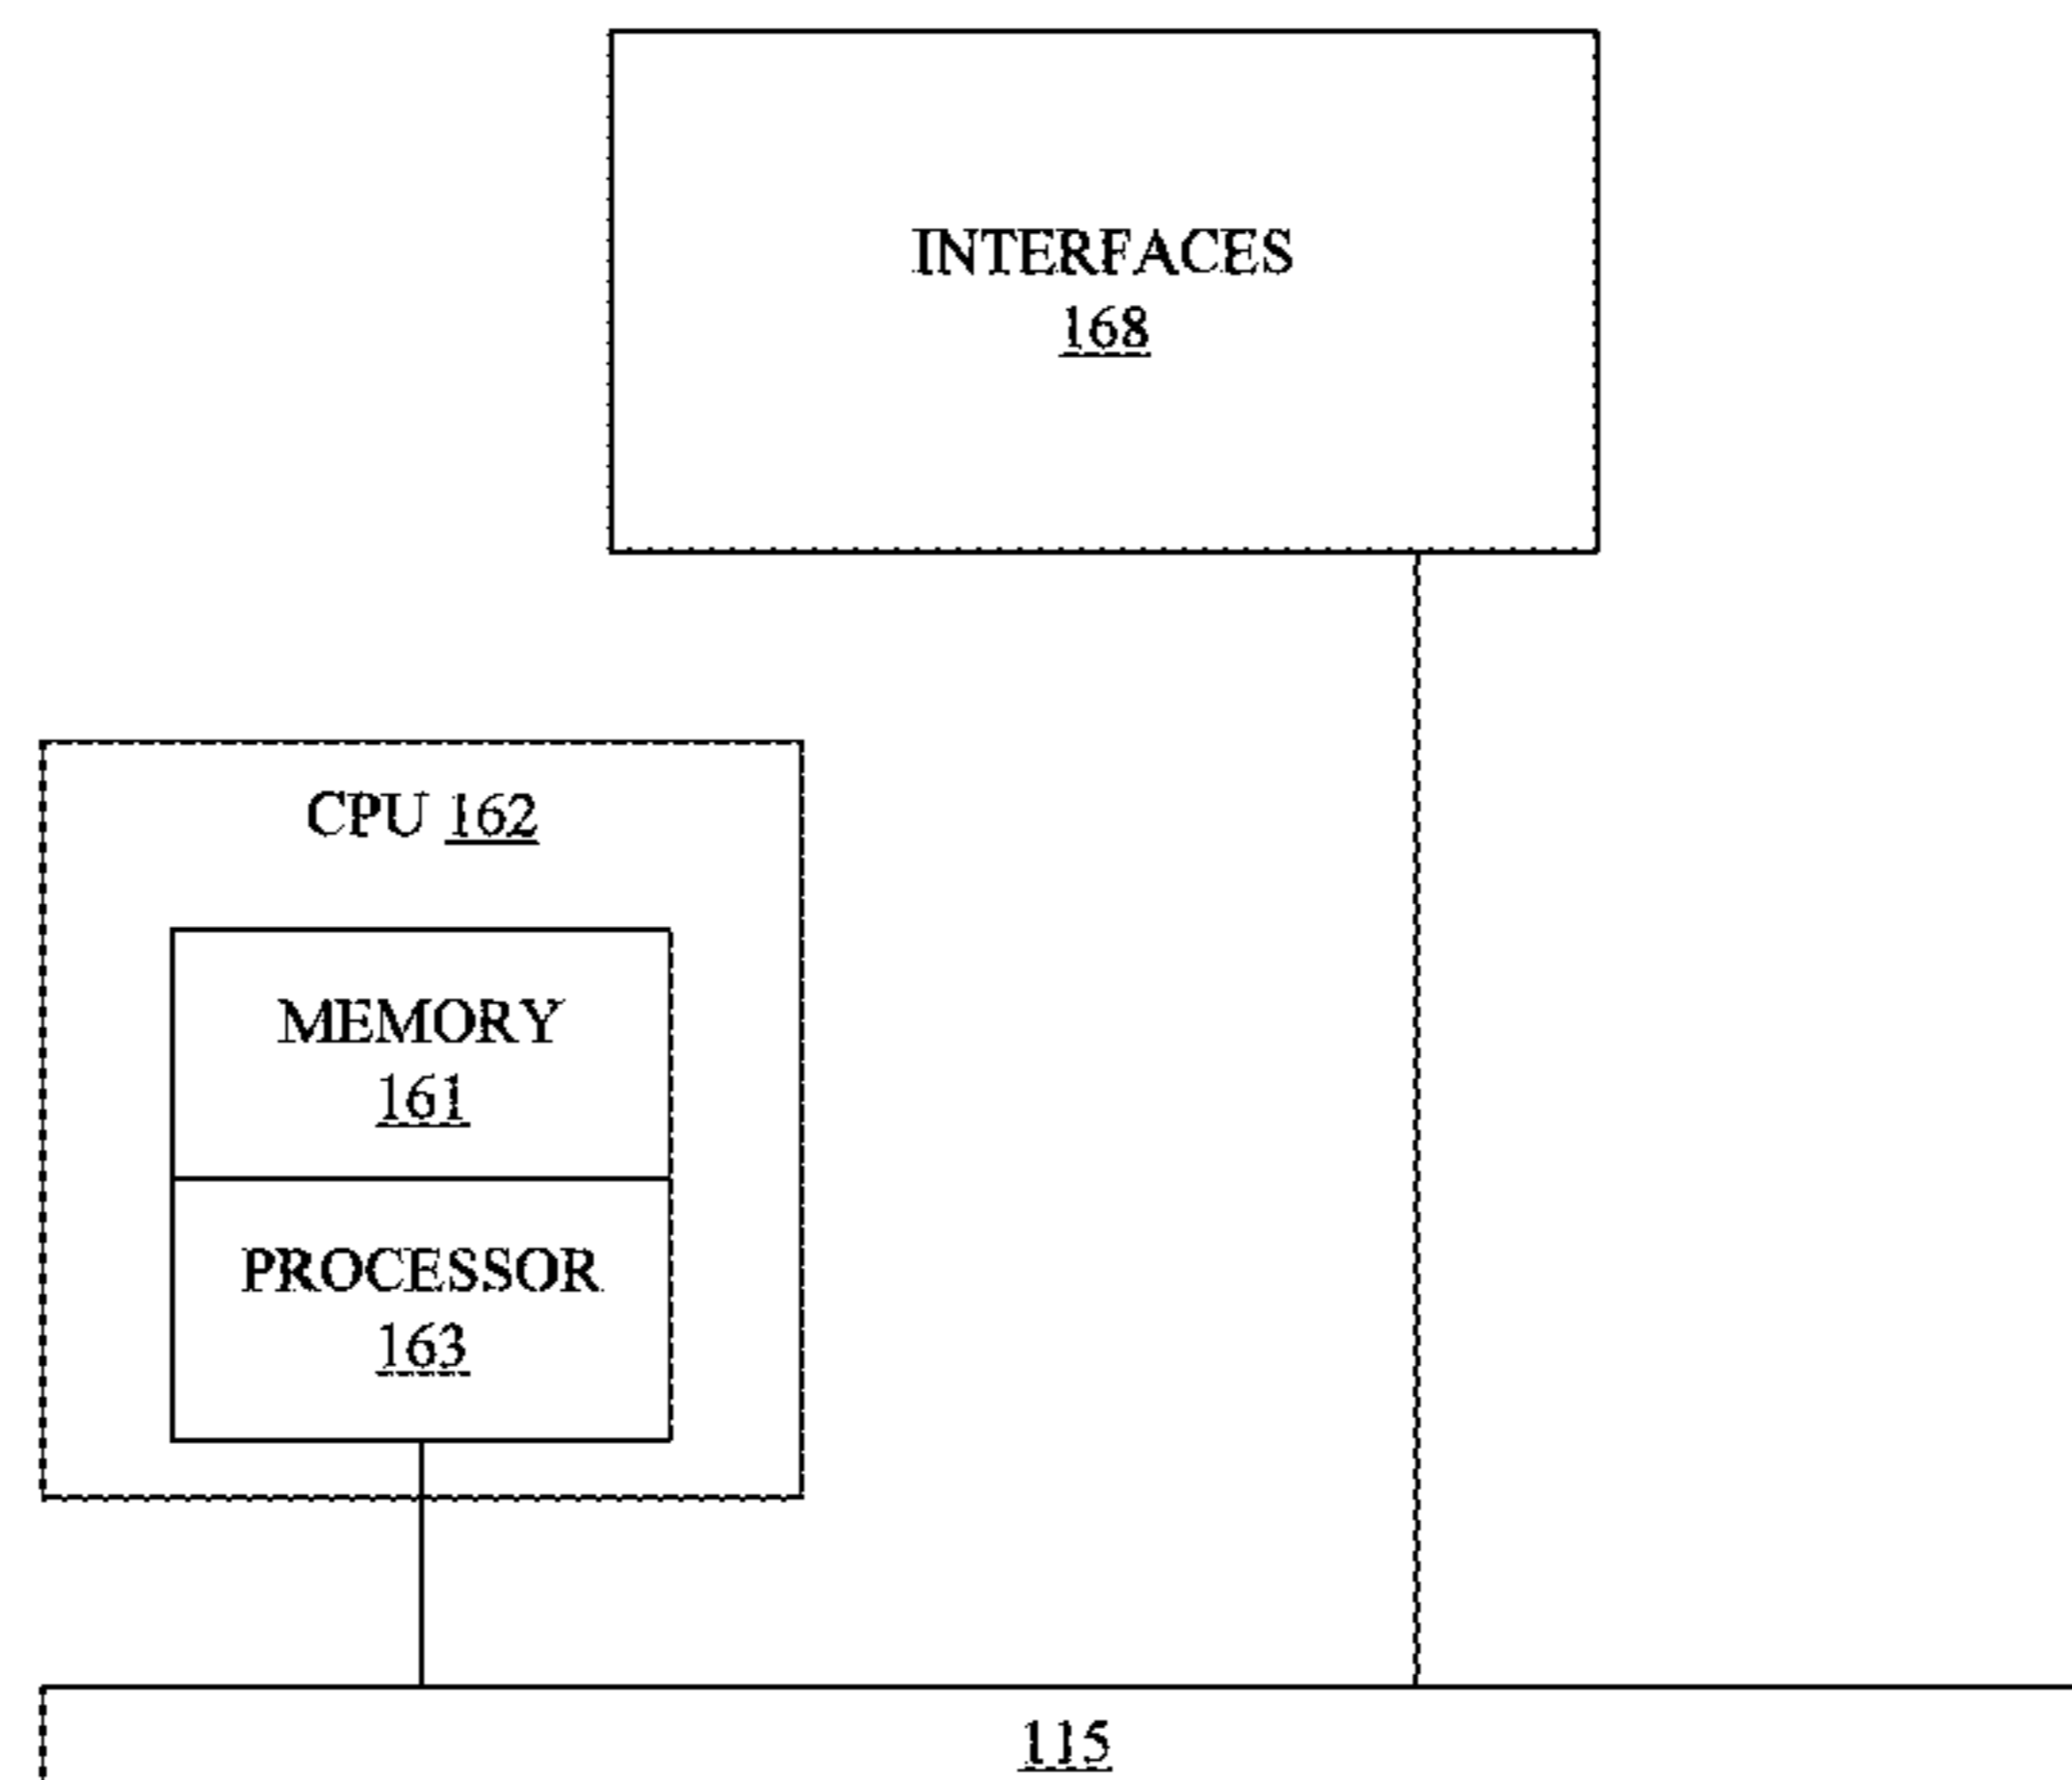 INTERFACES
168
CPU 162
MEMORY
161
PROCESSOR
163
115